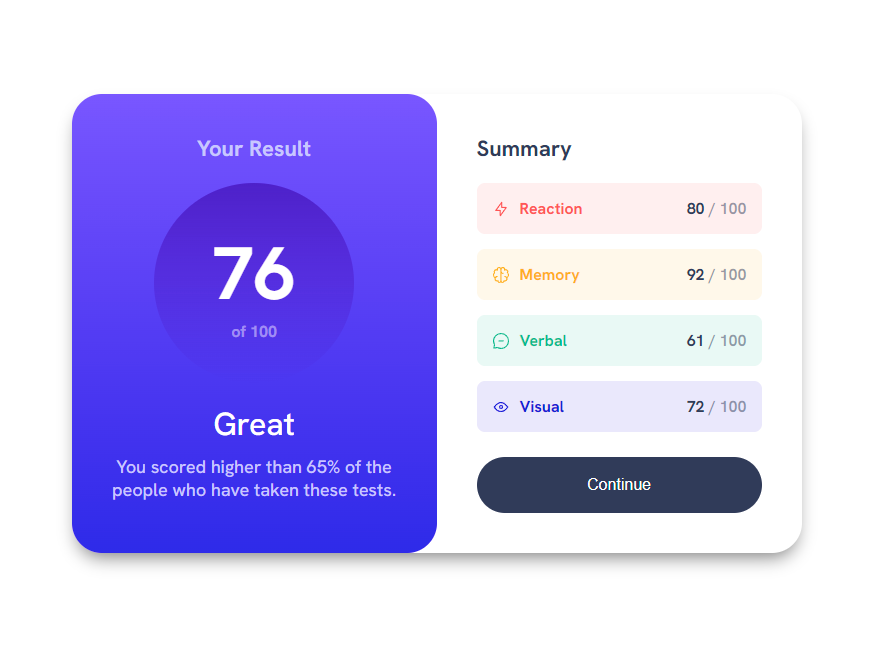 Your Result
76
of 100
Great
You scored higher than 65% of the
people who have taken these tests.
Summary
Reaction 80 / 100
Memory 92 / 100
Verbal 61 / 100
Visual 72 / 100
Continue